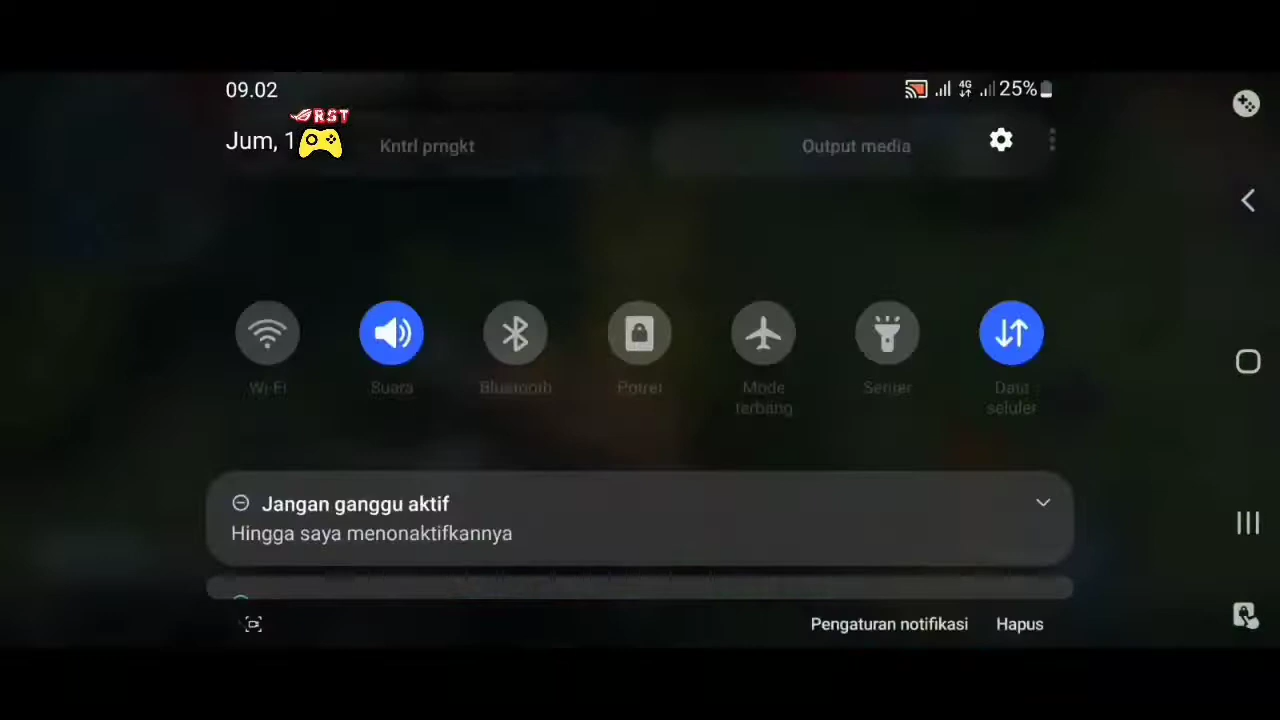 09.02
4G
25%
RST
Jum, 1
Kntrl prngkt
Output media
Wi-Fi
Suara
Bluetooth
Potret
Mode
terbang
Senter
Data
seluler
Jangan ganggu aktif
Hingga saya menonaktifkannya
Pengaturan notifikasi
Hapus